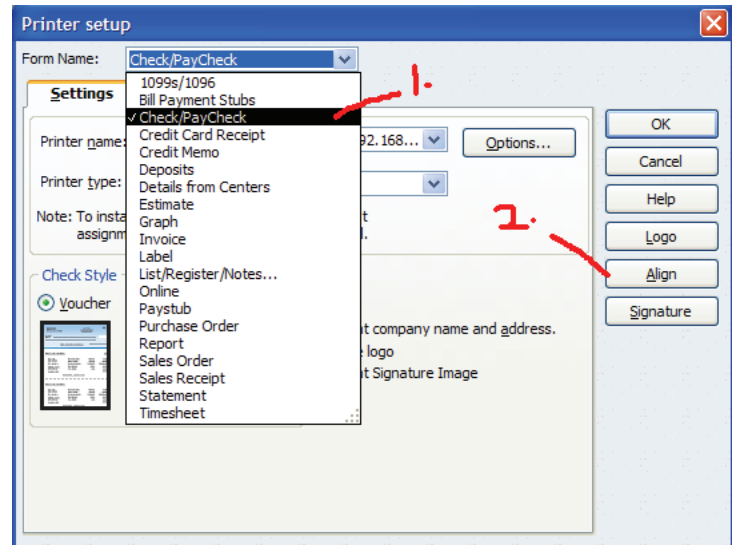 Printer setup
Form Name: Check/PayCheck
Settings
1099s/1096
Bill Payment Stubs
✓ Check/PayCheck
1.
Credit Card Receipt
Credit Memo
Deposits
Details from Centers
Estimate
Graph
Invoice
Label
List/Register/Notes...
Online
Paystub
Purchase Order
Report
Sales Order
Sales Receipt
Statement
Timesheet
Printer name:
92.168...
Options...
Printer type:
Note: To insta t
assignm l.
2.
Check Style
Voucher
t company name and address.
logo
t Signature Image
OK
Cancel
Help
Logo
Align
Signature